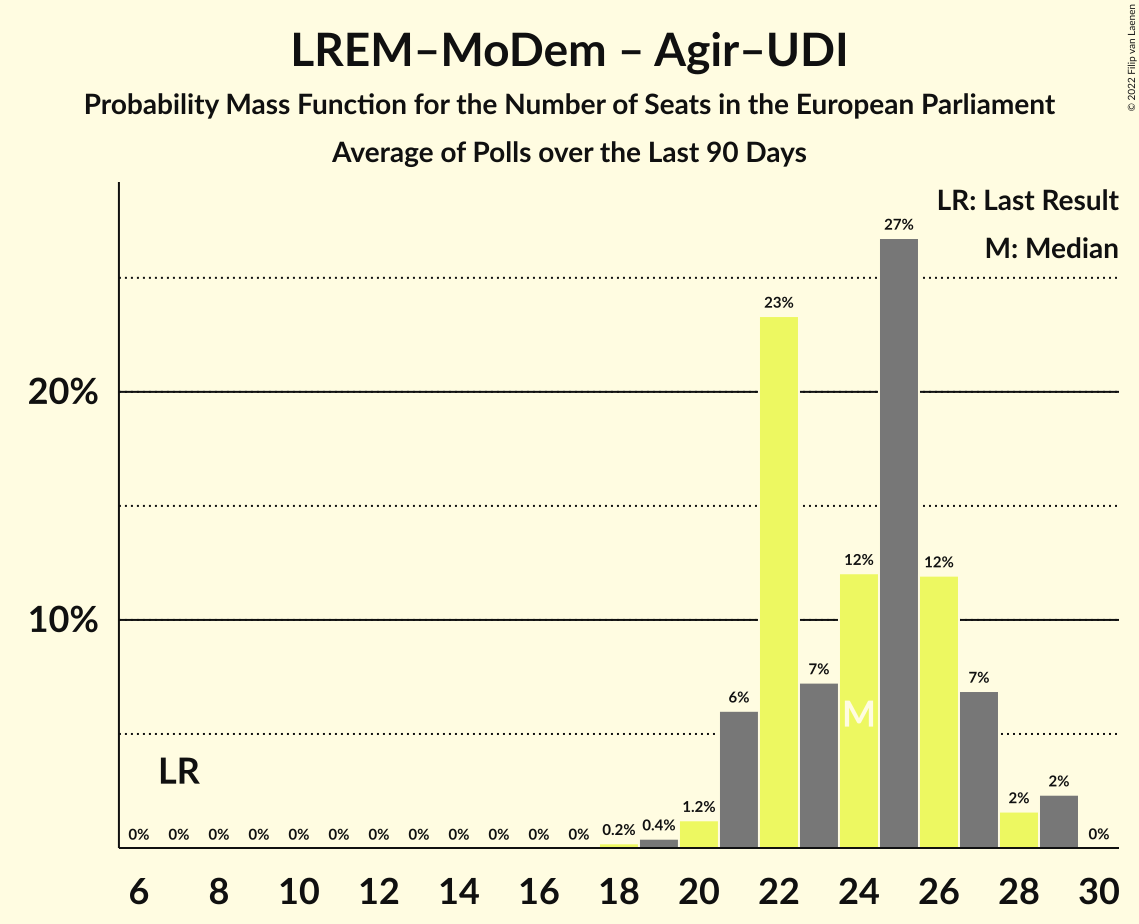 LREM–MoDem – Agir–UDI
Probability Mass Function for the Number of Seats in the European Parliament
Average of Polls over the Last 90 Days
© 2022 Filip van Laenen
LR: Last Result
M: Median
27%
23%
20%
12%
12%
10%
7%
7%
6%
M
LR
2%
2%
1.2%
0.4%
0.2%
0% 0% 0% 0% 0% 0% 0% 0% 0% 0% 0% 0% 0%
6 8 10 12 14 16 18 20 22 24 26 28 30